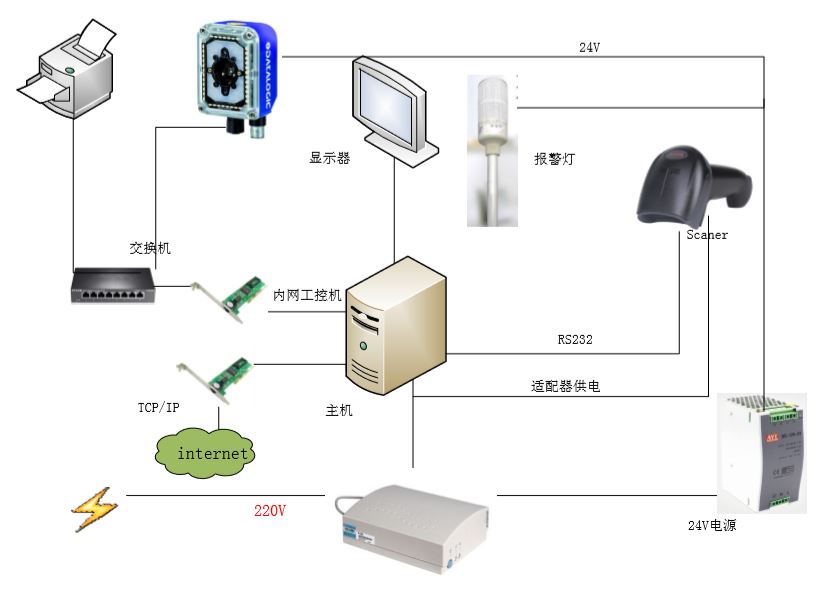 24V
DATALOGIC
显示器
报警灯
Scaner
交换机
内网工控机
RS232
适配器供电
TCP/IP
主机
internet
220V
24V电源